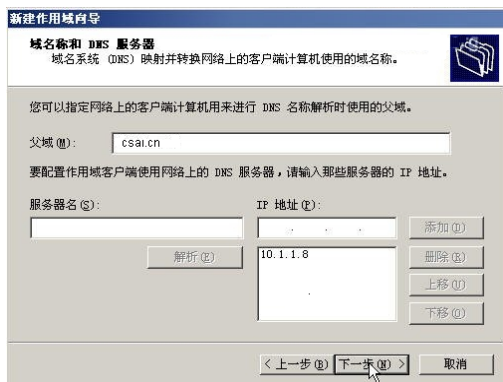 新建作用域向导
域名称和 DNS 服务器
域名系统 (DNS) 映射并转换网络上的客户端计算机使用的域名称。
您可以指定网络上的客户端计算机用来进行 DNS 名称解析时使用的父域。
父域(M): csai.cn
要配置作用域客户端使用网络上的 DNS 服务器，请输入那些服务器的 IP 地址。
服务器名(S): IP 地址(P):
添加(D)
解析(E) 10.1.1.8 删除(R)
上移(U)
下移(O)
< 上一步(B) 下一步(N) > 取消